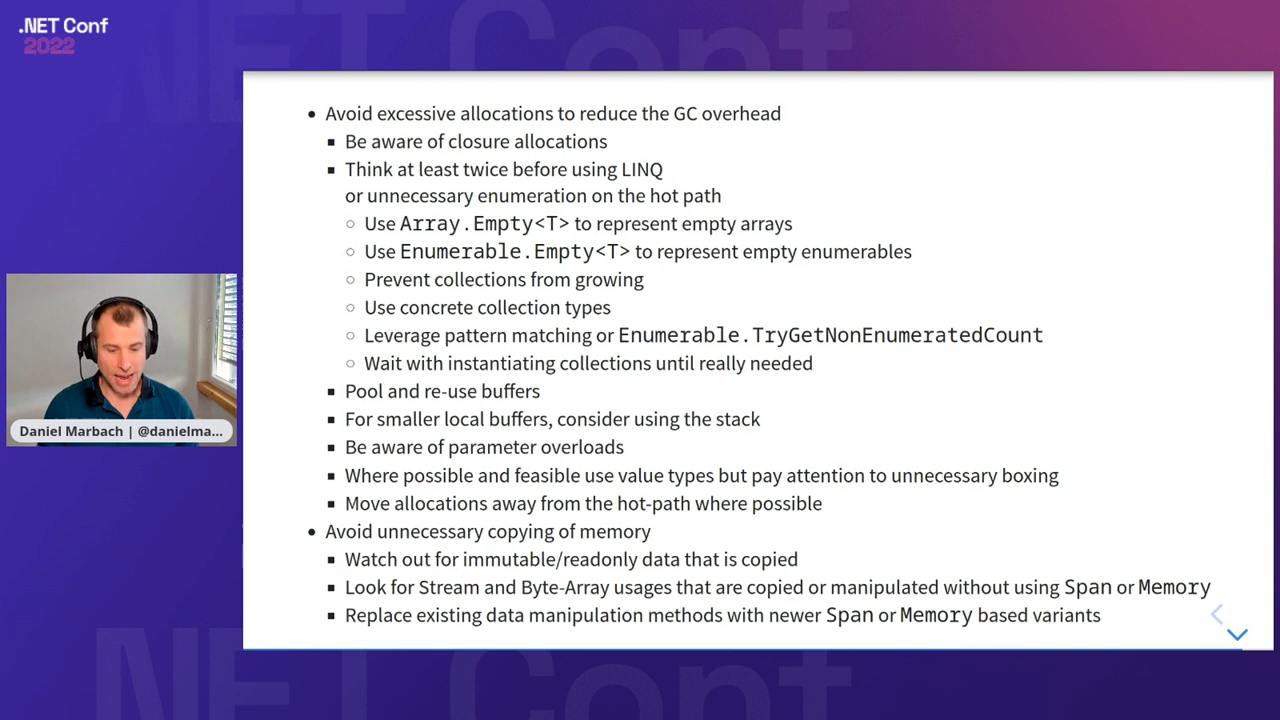 .NET Conf
2022
• Avoid excessive allocations to reduce the GC overhead
▪ Be aware of closure allocations
▪ Think at least twice before using LINQ
or unnecessary enumeration on the hot path
○ Use Array.Empty<T> to represent empty arrays
○ Use Enumerable.Empty<T> to represent empty enumerables
○ Prevent collections from growing
○ Use concrete collection types
○ Leverage pattern matching or Enumerable.TryGetNonEnumeratedCount
○ Wait with instantiating collections until really needed
▪ Pool and re-use buffers
▪ For smaller local buffers, consider using the stack
▪ Be aware of parameter overloads
▪ Where possible and feasible use value types but pay attention to unnecessary boxing
▪ Move allocations away from the hot-path where possible
• Avoid unnecessary copying of memory
▪ Watch out for immutable/readonly data that is copied
▪ Look for Stream and Byte-Array usages that are copied or manipulated without using Span or Memory
▪ Replace existing data manipulation methods with newer Span or Memory based variants
Daniel Marbach | @danielma...
.NET Conf
.NET Conf